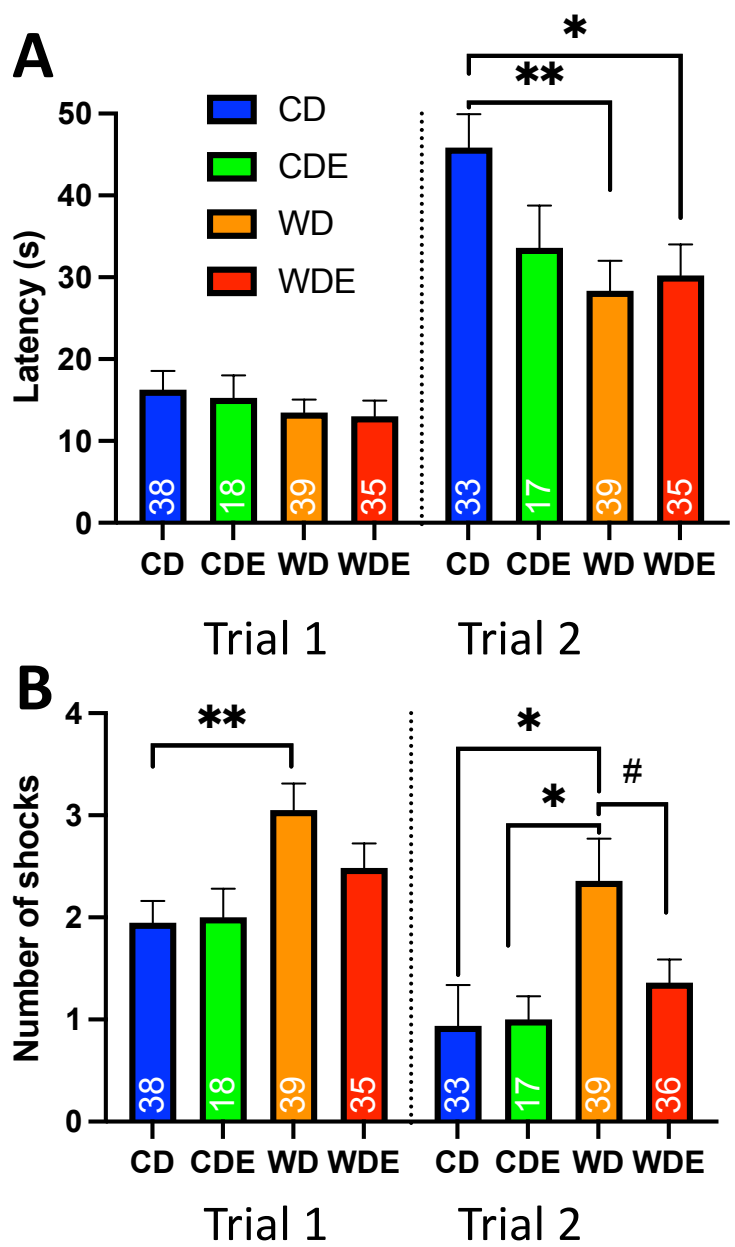 A
Latency (s)
50
40
30
20
10
0
CD
CDE
WD
WDE
*
**
38
18
39
35
33
17
39
35
CD CDE WD WDE CD CDE WD WDE
Trial 1 Trial 2
B
Number of shocks
4
3
2
1
0
**
*
*
#
38
18
39
35
33
17
39
36
CD CDE WD WDE CD CDE WD WDE
Trial 1 Trial 2